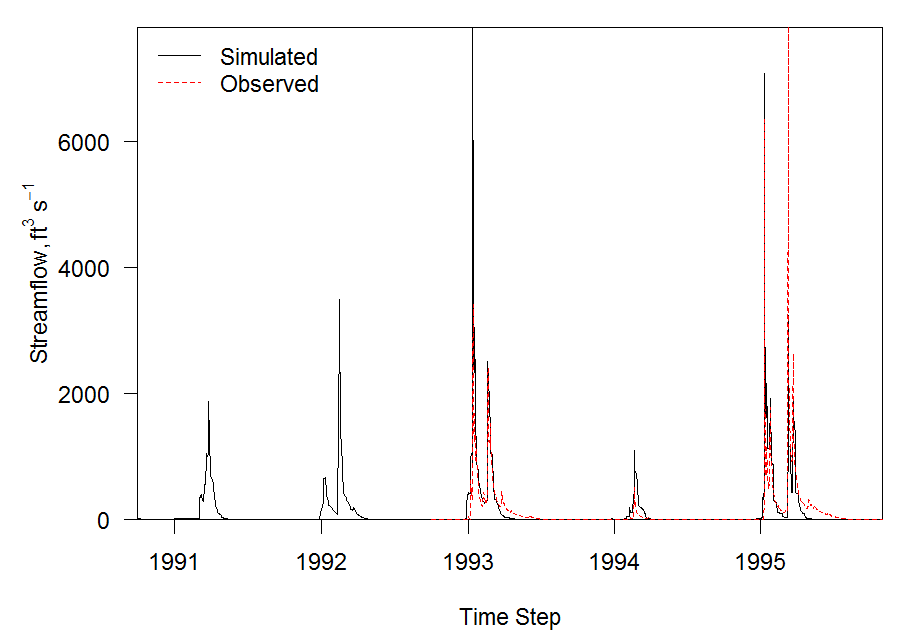 Simulated
Observed
Streamflow, ft³ s⁻¹
6000
4000
2000
0
1991 1992 1993 1994 1995
Time Step